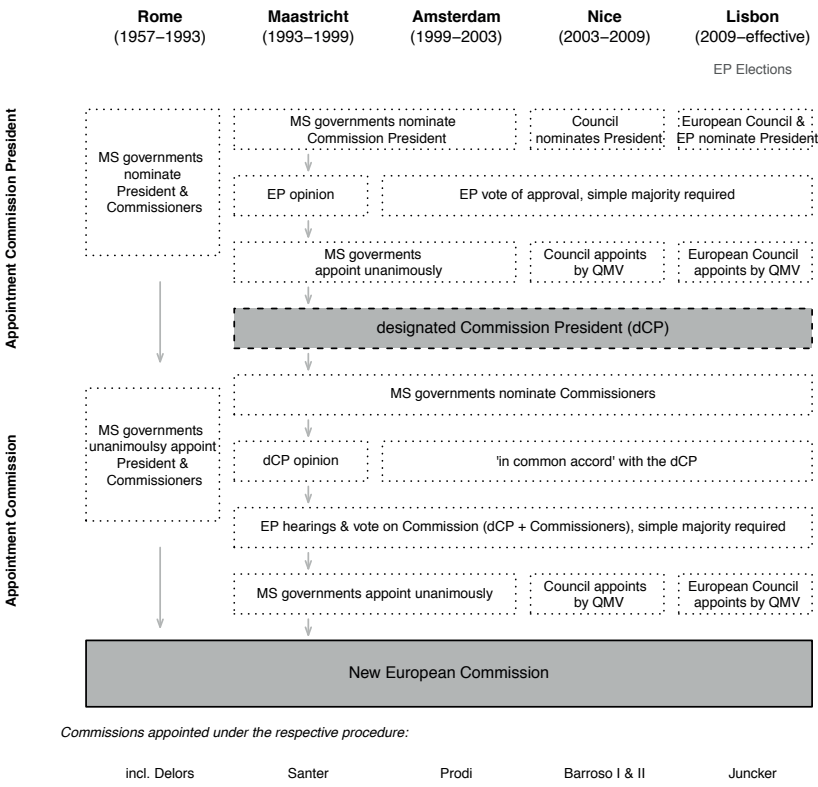 Rome
(1957–1993)
Maastricht
(1993–1999)
Amsterdam
(1999–2003)
Nice
(2003–2009)
Lisbon
(2009–effective)
EP Elections
Appointment Commission President
MS governments
nominate
President &
Commissioners
MS governments nominate
Commission President
Council
nominates President
European Council &
EP nominate President
EP opinion
EP vote of approval, simple majority required
MS goverments
appoint unanimously
Council appoints
by QMV
European Council
appoints by QMV
designated Commission President (dCP)
Appointment Commission
MS governments
unanimoulsy appoint
President &
Commissioners
MS governments nominate Commissioners
dCP opinion
'in common accord' with the dCP
EP hearings & vote on Commission (dCP + Commissioners), simple majority required
MS governments appoint unanimously
Council appoints
by QMV
European Council
appoints by QMV
New European Commission
Commissions appointed under the respective procedure:
incl. Delors
Santer
Prodi
Barroso I & II
Juncker